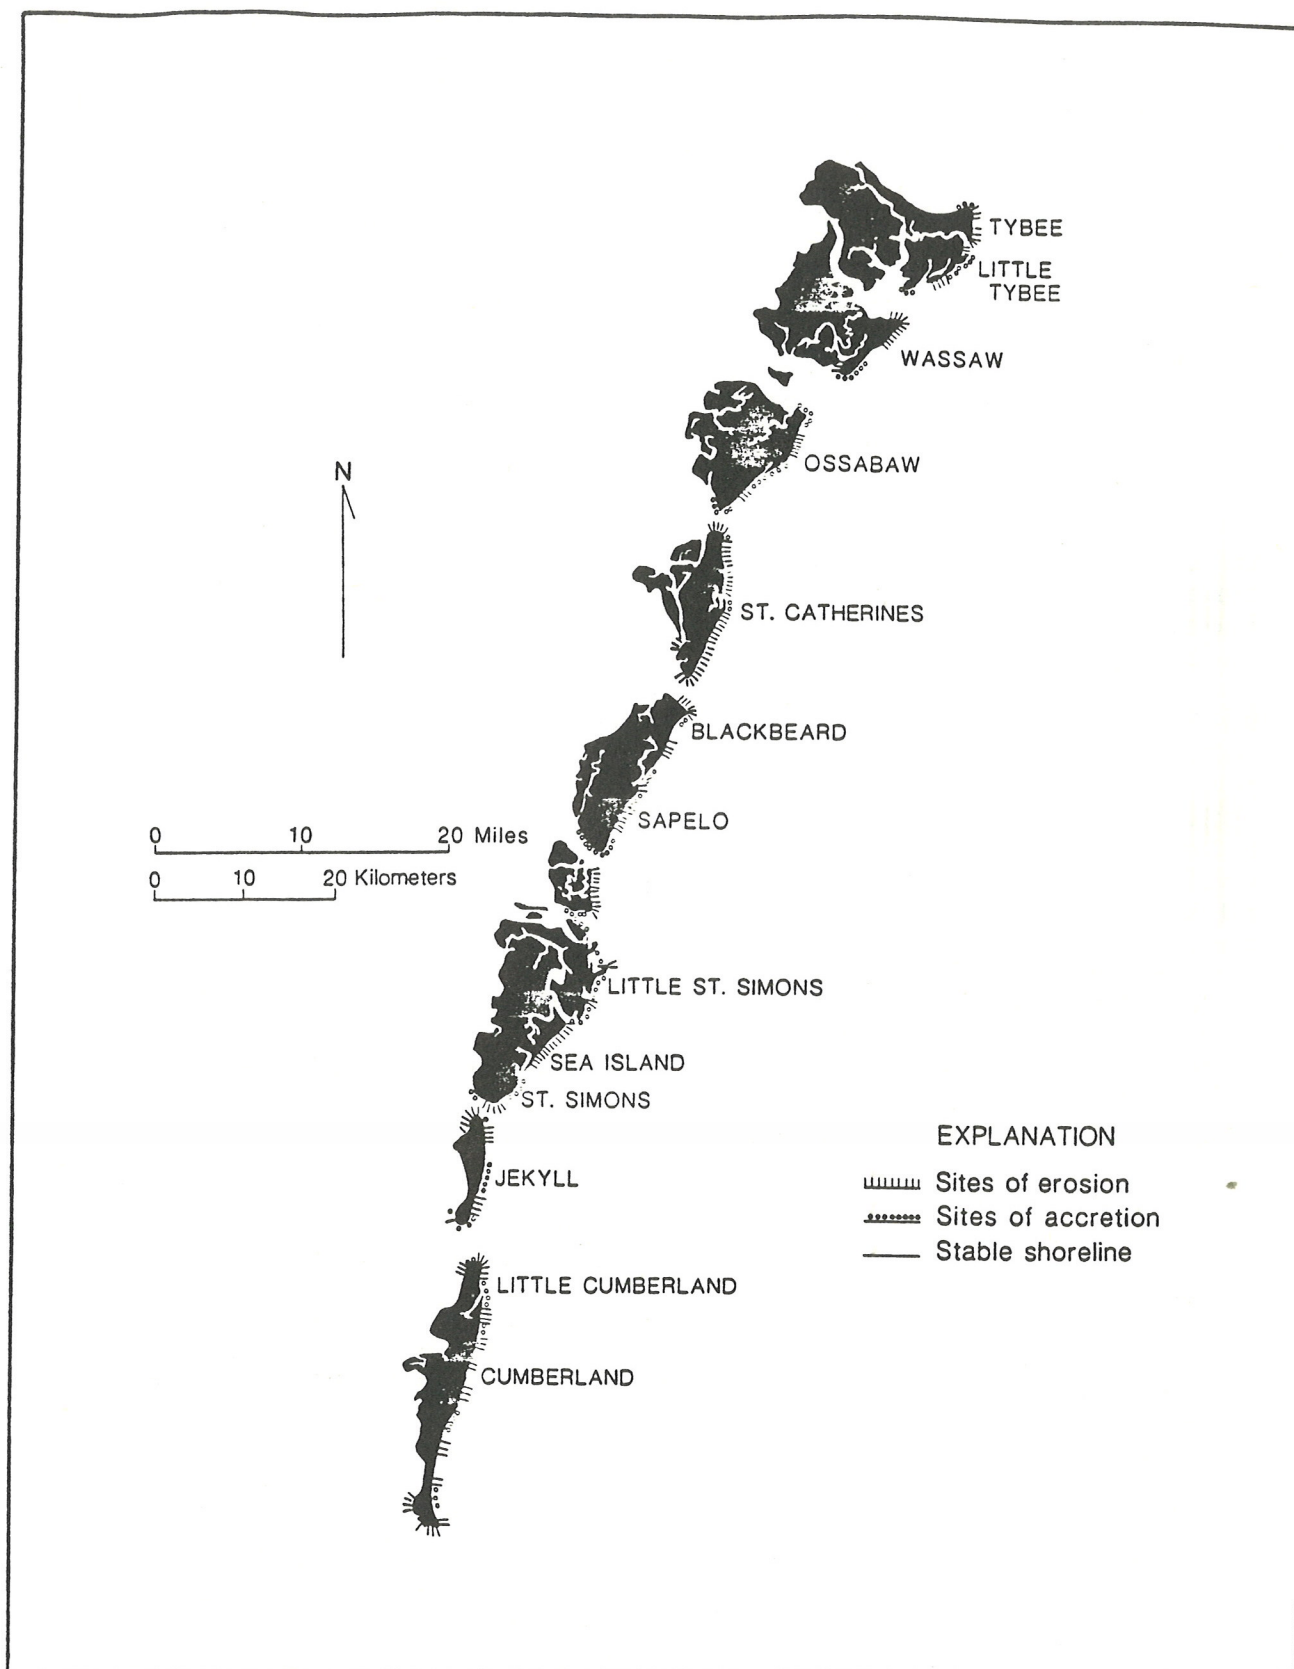 TYBEE
LITTLE
TYBEE
WASSAW
OSSABAW
N
ST. CATHERINES
BLACKBEARD
SAPELO
0 10 20 Miles
0 10 20 Kilometers
LITTLE ST. SIMONS
SEA ISLAND
ST. SIMONS
JEKYLL
EXPLANATION
Sites of erosion
Sites of accretion
Stable shoreline
LITTLE CUMBERLAND
CUMBERLAND